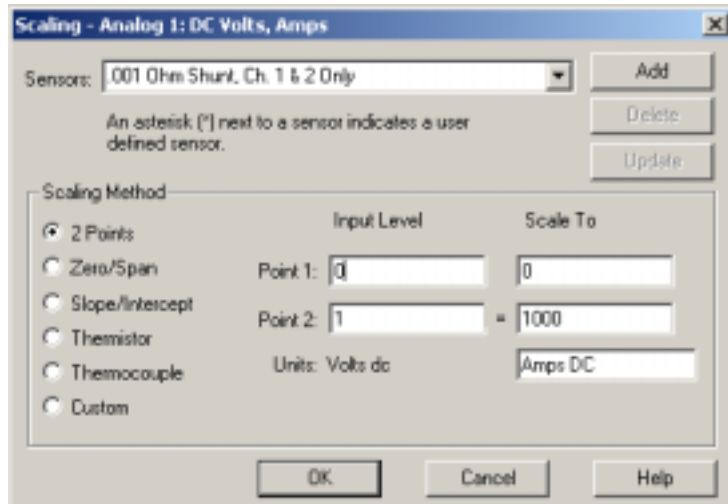 Scaling - Analog 1: DC Volts, Amps
Sensors: .001 Ohm Shunt, Ch. 1 & 2 Only
Add
An asterisk (*) next to a sensor indicates a user
defined sensor.
Delete
Update
Scaling Method
Input Level Scale To
2 Points
Zero/Span
Point 1: 0 0
Slope/Intercept
Point 2: 1 = 1000
Thermistor
Thermocouple
Units: Volts dc Amps DC
Custom
OK Cancel Help